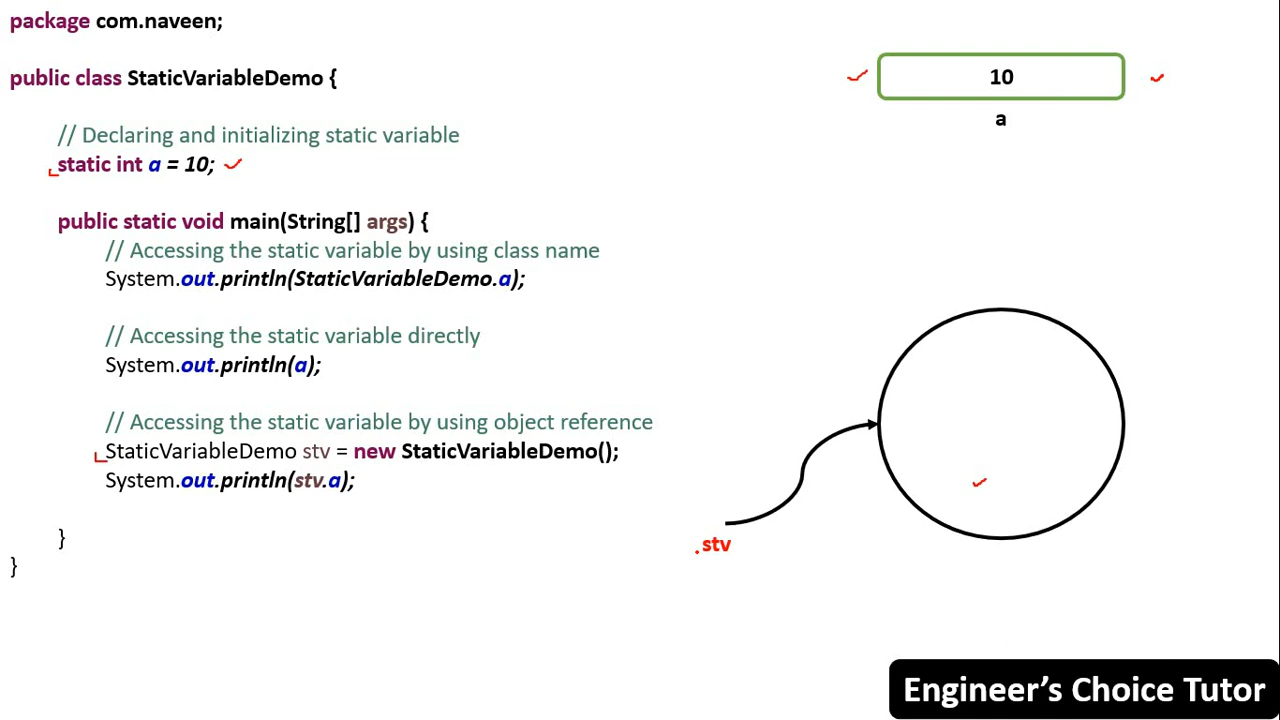 package com.naveen;
public class StaticVariableDemo {
// Declaring and initializing static variable
static int a = 10;
public static void main(String[] args) {
// Accessing the static variable by using class name
System.out.println(StaticVariableDemo.a);
// Accessing the static variable directly
System.out.println(a);
// Accessing the static variable by using object reference
StaticVariableDemo stv = new StaticVariableDemo();
System.out.println(stv.a);
}
}
10
a
stv
Engineer’s Choice Tutor